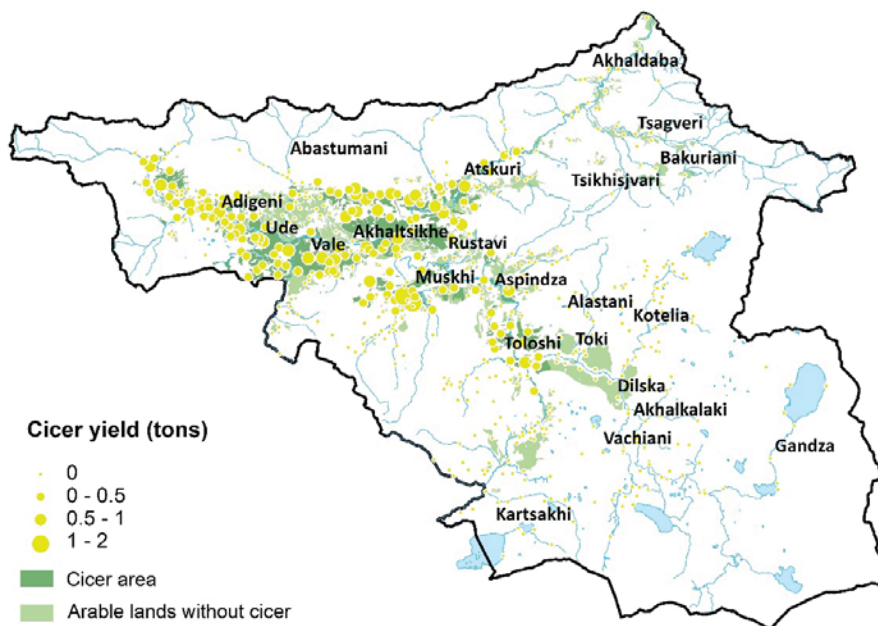 Akhaldaba
Tsagveri
Abastumani
Bakuriani
Atskuri
Tsikhisjvari
Adigeni
Ude
Akhaltsikhe
Vale
Rustavi
Muskhi
Aspindza
Alastani
Kotelia
Toloshi
Toki
Dilska
Akhalkalaki
Vachiani
Gandza
Kartsakhi
Cicer yield (tons)
0
0 - 0.5
0.5 - 1
1 - 2
Cicer area
Arable lands without cicer